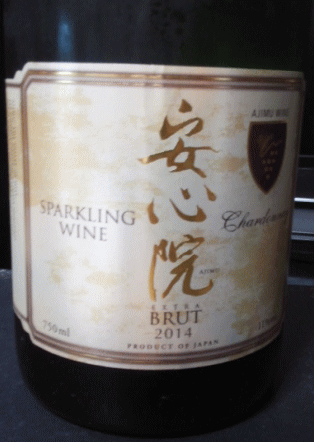 AJIMU WINE
安心院
SPARKLING
WINE
Chardonnay
AJIMU
EXTRA
BRUT
2014
750ml
PRODUCT OF JAPAN